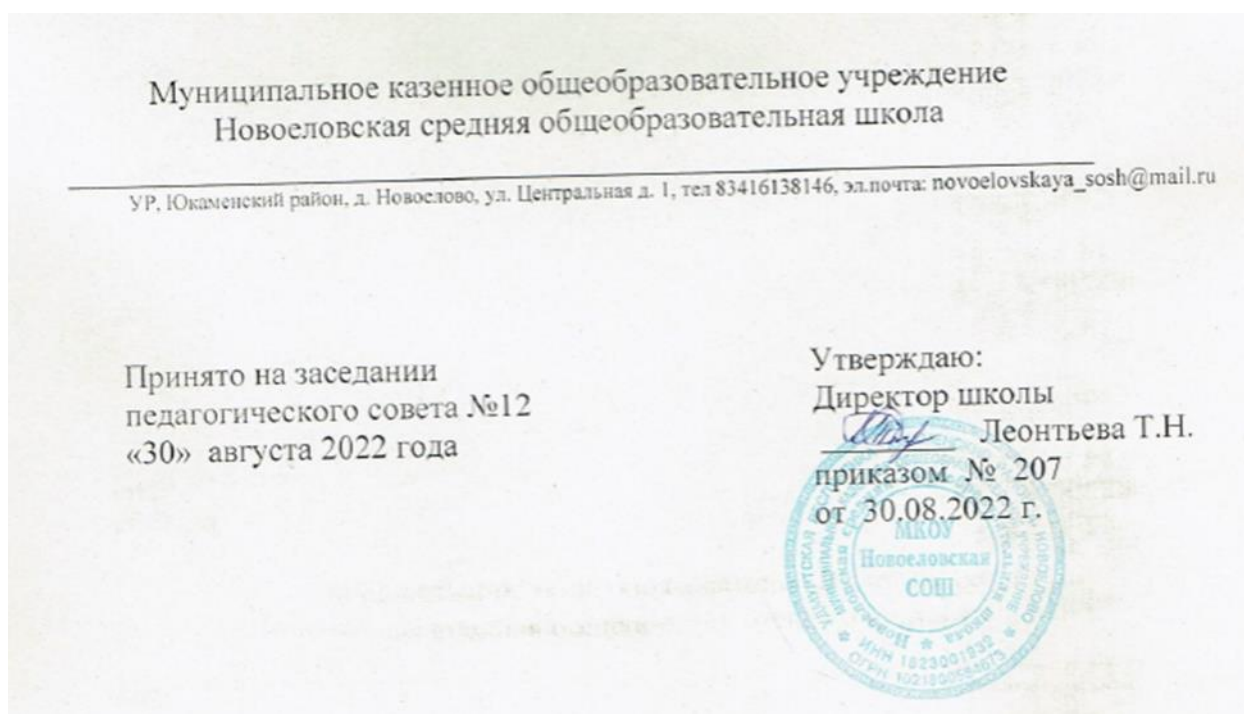 Муниципальное казенное общеобразовательное учреждение
Новоеловская средняя общеобразовательная школа
УР, Юкаменский район, д. Новоелово, ул. Центральная д. 1, тел 83416138146, эл.почта: novoelovskaya_sosh@mail.ru
Принято на заседании
педагогического совета №12
«30» августа 2022 года
Утверждаю:
Директор школы
Леонтьева Т.Н.
приказом № 207
от 30.08.2022 г.
МКОУ
Новоеловская
СОШ